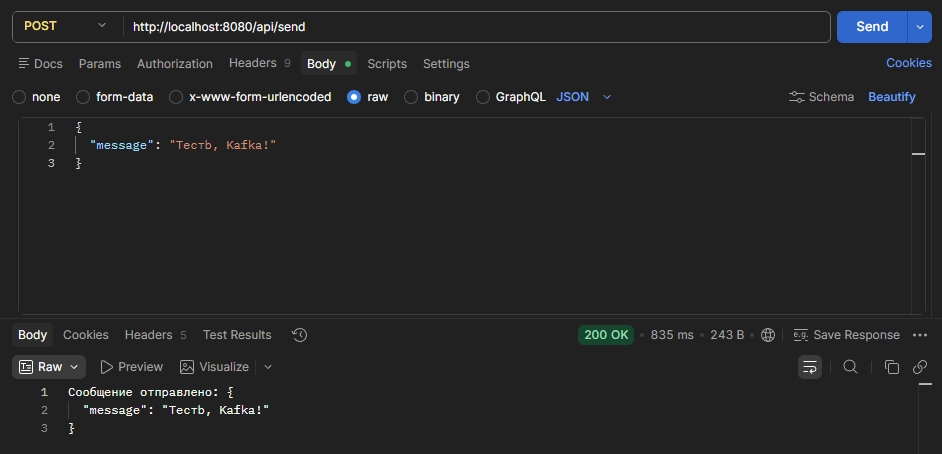 POST http://localhost:8080/api/send Send
Docs Params Authorization Headers 9 Body Scripts Settings Cookies
none form-data x-www-form-urlencoded raw binary GraphQL JSON Schema Beautify
1 {
2 "message": "Тестb, Kafka!"
3 }
Body Cookies Headers 5 Test Results 200 OK 835 ms 243 B e.g. Save Response
Raw Preview Visualize
1 Сообщение отправлено: {
2 "message": "Тестb, Kafka!"
3 }